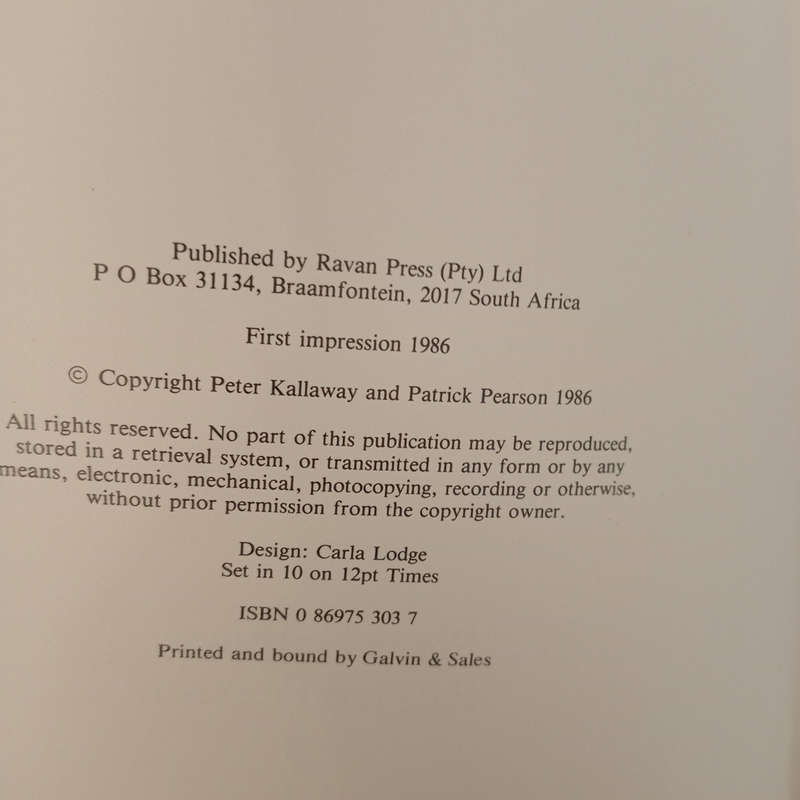 Published by Ravan Press (Pty) Ltd
P O Box 31134, Braamfontein, 2017 South Africa
First impression 1986
© Copyright Peter Kallaway and Patrick Pearson 1986
All rights reserved. No part of this publication may be reproduced,
stored in a retrieval system, or transmitted in any form or by any
means, electronic, mechanical, photocopying, recording or otherwise,
without prior permission from the copyright owner.
Design: Carla Lodge
Set in 10 on 12pt Times
ISBN 0 86975 303 7
Printed and bound by Galvin & Sales